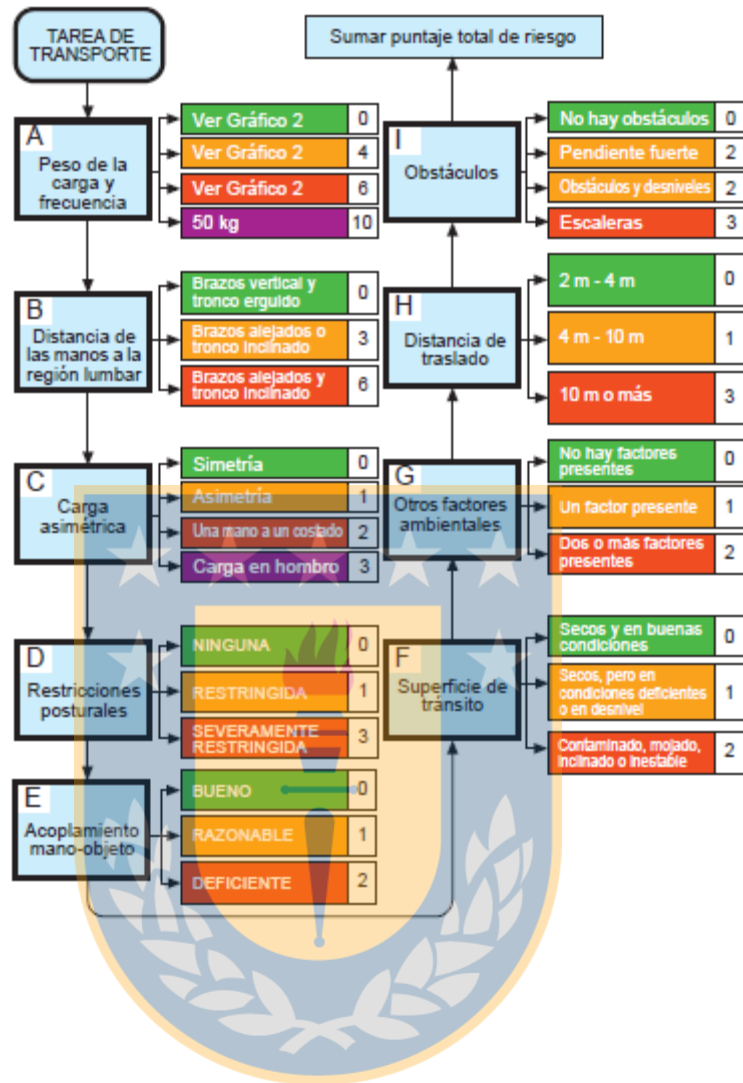 TAREA DE
TRANSPORTE
A
Peso de la
carga y
frecuencia
Ver Gráfico 2 0
Ver Gráfico 2 4
Ver Gráfico 2 6
50 kg 10
B
Distancia de
las manos a la
región lumbar
Brazos vertical y
tronco erguido 0
Brazos alejados o
tronco inclinado 3
Brazos alejados y
tronco inclinado 6
C
Carga
asimétrica
Simetría 0
Asimetría 1
Una mano a un costado 2
Carga en hombro 3
D
Restricciones
posturales
NINGUNA 0
RESTRINGIDA 1
SEVERAMENTE
RESTRINGIDA 3
E
Acoplamiento
mano-objeto
BUENO 0
RAZONABLE 1
DEFICIENTE 2
F
Superficie de
tránsito
Secos y en buenas
condiciones 0
Secos, pero en
condiciones deficientes
o en desnivel 1
Contaminado, mojado,
inclinado o inestable 2
G
Otros factores
ambientales
No hay factores
presentes 0
Un factor presente 1
Dos o más factores
presentes 2
H
Distancia de
traslado
2 m - 4 m 0
4 m - 10 m 1
10 m o más 3
I
Obstáculos
No hay obstáculos 0
Pendiente fuerte 2
Obstáculos y desniveles 2
Escaleras 3
Sumar puntaje total de riesgo